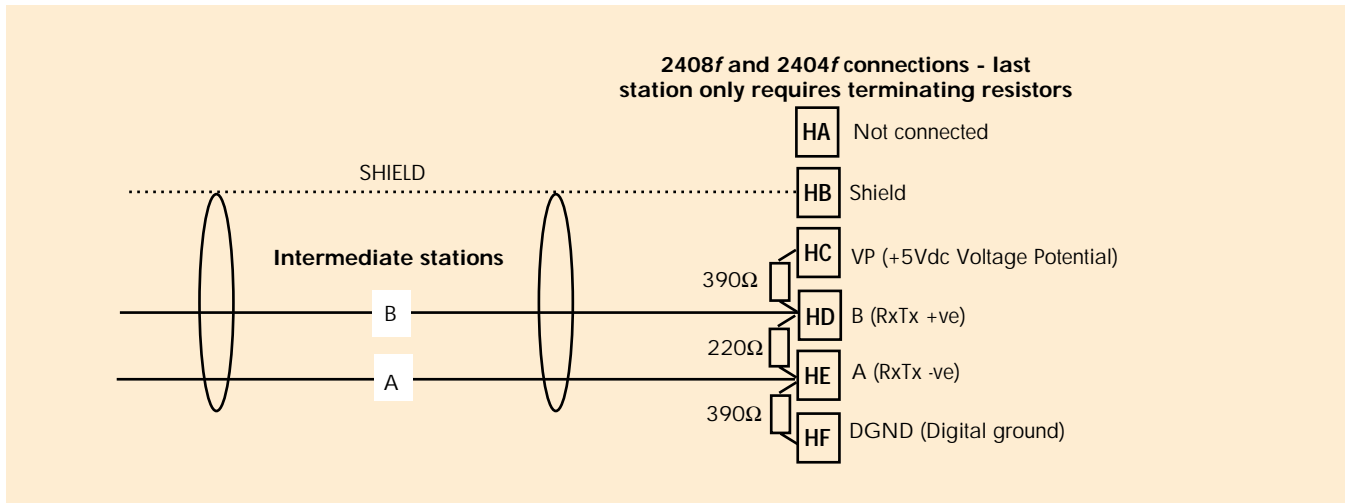 2408f and 2404f connections - last
station only requires terminating resistors
HA Not connected
SHIELD
HB Shield
Intermediate stations
HC VP (+5Vdc Voltage Potential)
390Ω
B
HD B (RxTx +ve)
220Ω
A
HE A (RxTx -ve)
390Ω
HF DGND (Digital ground)